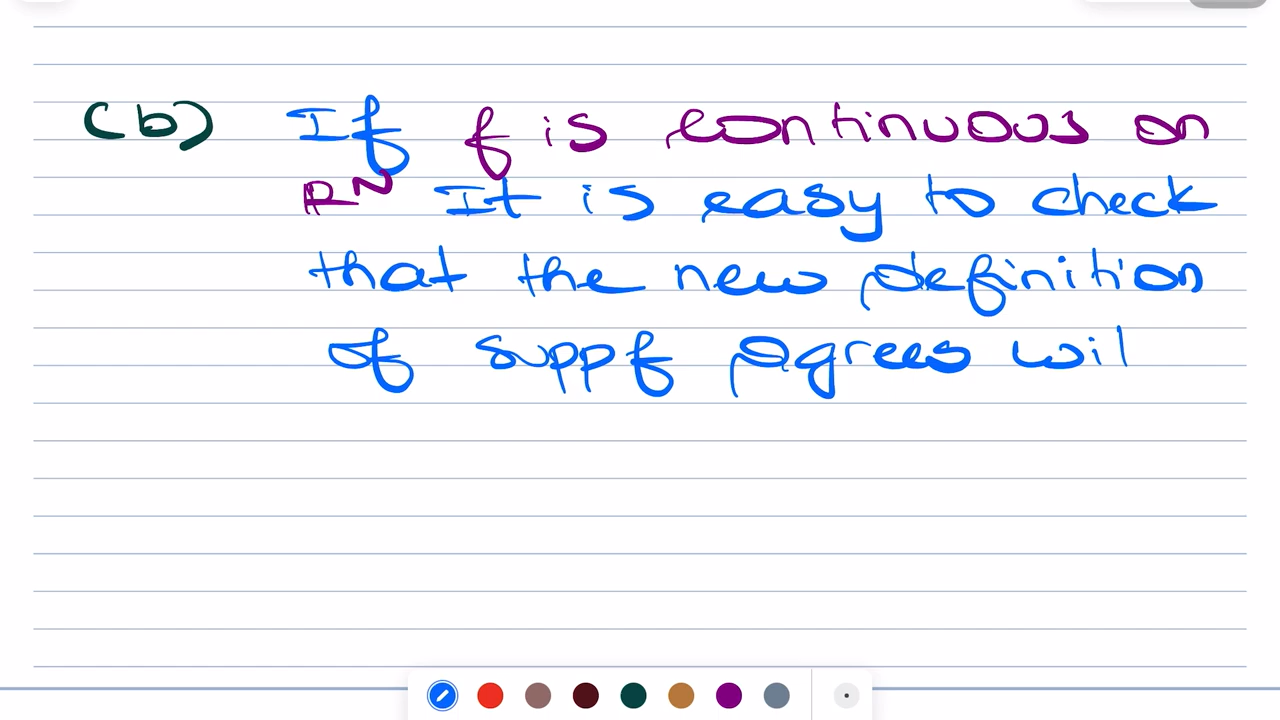 (b) If f is continuous on
R^N It is easy to check
that the new definition
of suppf agrees wil